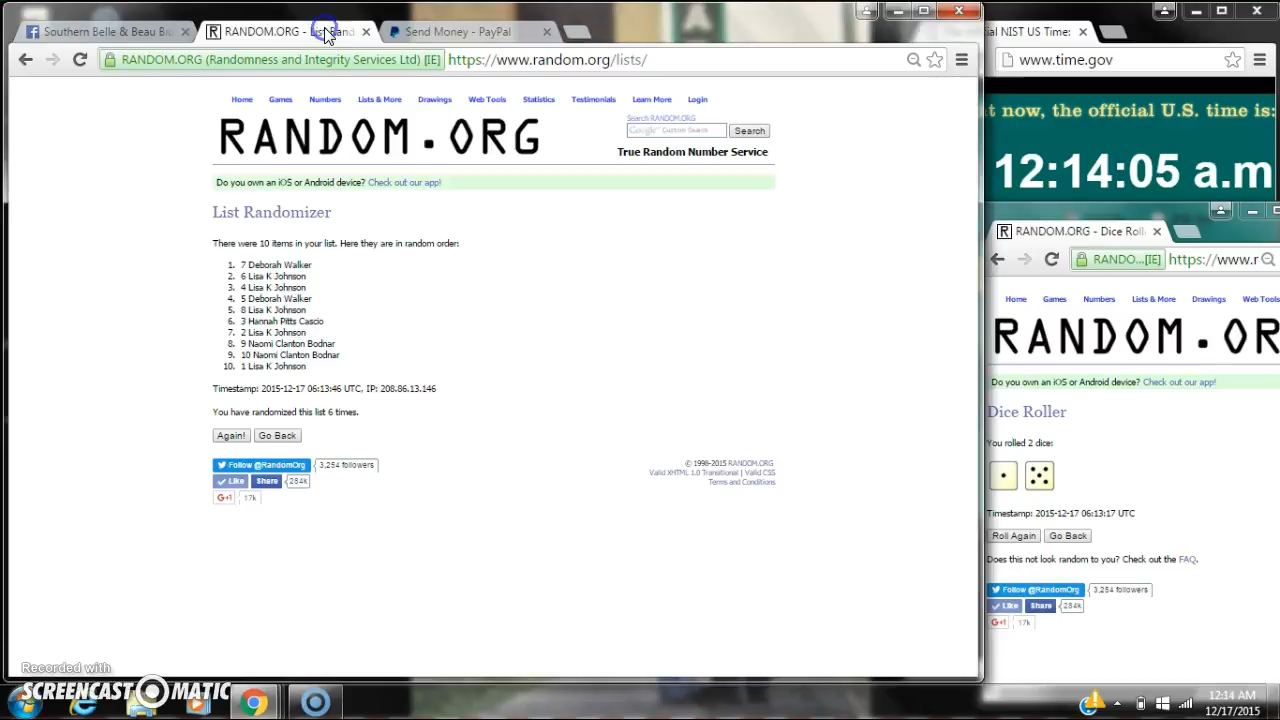 Southern Belle & Beau B
RANDOM.ORG - List Rand
Send Money - PayPal
al NIST US Time:
RANDOM.ORG (Randomness and Integrity Services Ltd) [IE]
https://www.random.org/lists/
www.time.gov
Home Games Numbers Lists & More Drawings Web Tools Statistics Testimonials Learn More Login
RANDOM.ORG
Search RANDOM.ORG
Google Custom Search
Search
True Random Number Service
Do you own an iOS or Android device? Check out our app!
List Randomizer
There were 10 items in your list. Here they are in random order:
1. 7 Deborah Walker
2. 6 Lisa K Johnson
3. 4 Lisa K Johnson
4. 5 Deborah Walker
5. 8 Lisa K Johnson
6. 3 Hannah Pitts Cascio
7. 2 Lisa K Johnson
8. 9 Naomi Clanton Bodnar
9. 10 Naomi Clanton Bodnar
10. 1 Lisa K Johnson
Timestamp: 2015-12-17 06:13:46 UTC, IP: 208.86.13.146
You have randomized this list 6 times.
Again! Go Back
Follow @RandomOrg 3,254 followers
Like Share 284k
G+1 17k
© 1998-2015 RANDOM.ORG
Valid XHTML 1.0 Transitional | Valid CSS
Terms and Conditions
t now, the official U.S. time is:
12:14:05 a.m
RANDOM.ORG - Dice Roll
RANDO...[IE] https://www.r
Home Games Numbers Lists & More Drawings Web Tools
RANDOM.OR
Do you own an iOS or Android device? Check out our app!
Dice Roller
You rolled 2 dice:
Timestamp: 2015-12-17 06:13:17 UTC
Roll Again Go Back
Does this not look random to you? Check out the FAQ.
Follow @RandomOrg 3,254 followers
Like Share 284k
G+1 17k
Recorded with
SCREENCAST MATIC
12:14 AM
12/17/2015